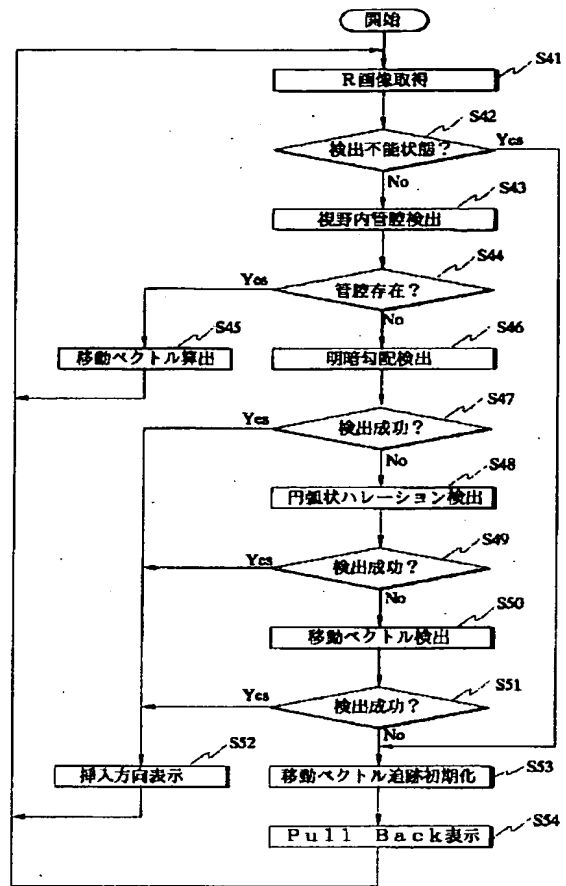 開始
R画像取得
S41
検出不能状態?
S42
Yes
No
視野内管腔検出
S43
管腔存在?
S44
Yes
No
移動ベクトル算出
S45
明暗勾配検出
S46
検出成功?
S47
Yes
No
円弧状ハレーション検出
S48
検出成功?
S49
Yes
No
移動ベクトル検出
S50
検出成功?
S51
Yes
No
挿入方向表示
S52
移動ベクトル追跡初期化
S53
Pull Back表示
S54